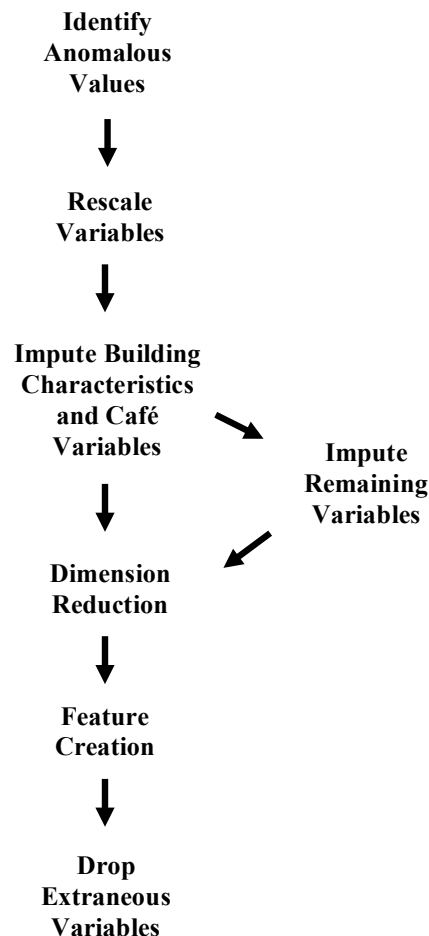 Identify
Anomalous
Values
Rescale
Variables
Impute Building
Characteristics
and Café
Variables
Impute
Remaining
Variables
Dimension
Reduction
Feature
Creation
Drop
Extraneous
Variables